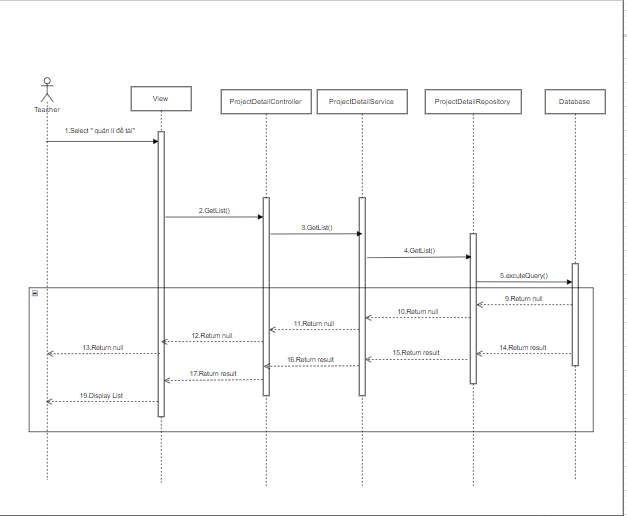 Teacher
View
ProjectDetailController
ProjectDetailService
ProjectDetailRepository
Database
1.Select " quản lí đề tài"
2.GetList()
3.GetList()
4.GetList()
5.excuteQuery()
9.Return null
10.Return null
11.Return null
12.Return null
13.Return null
14.Return result
15.Return result
16.Return result
17.Return result
19.Display List